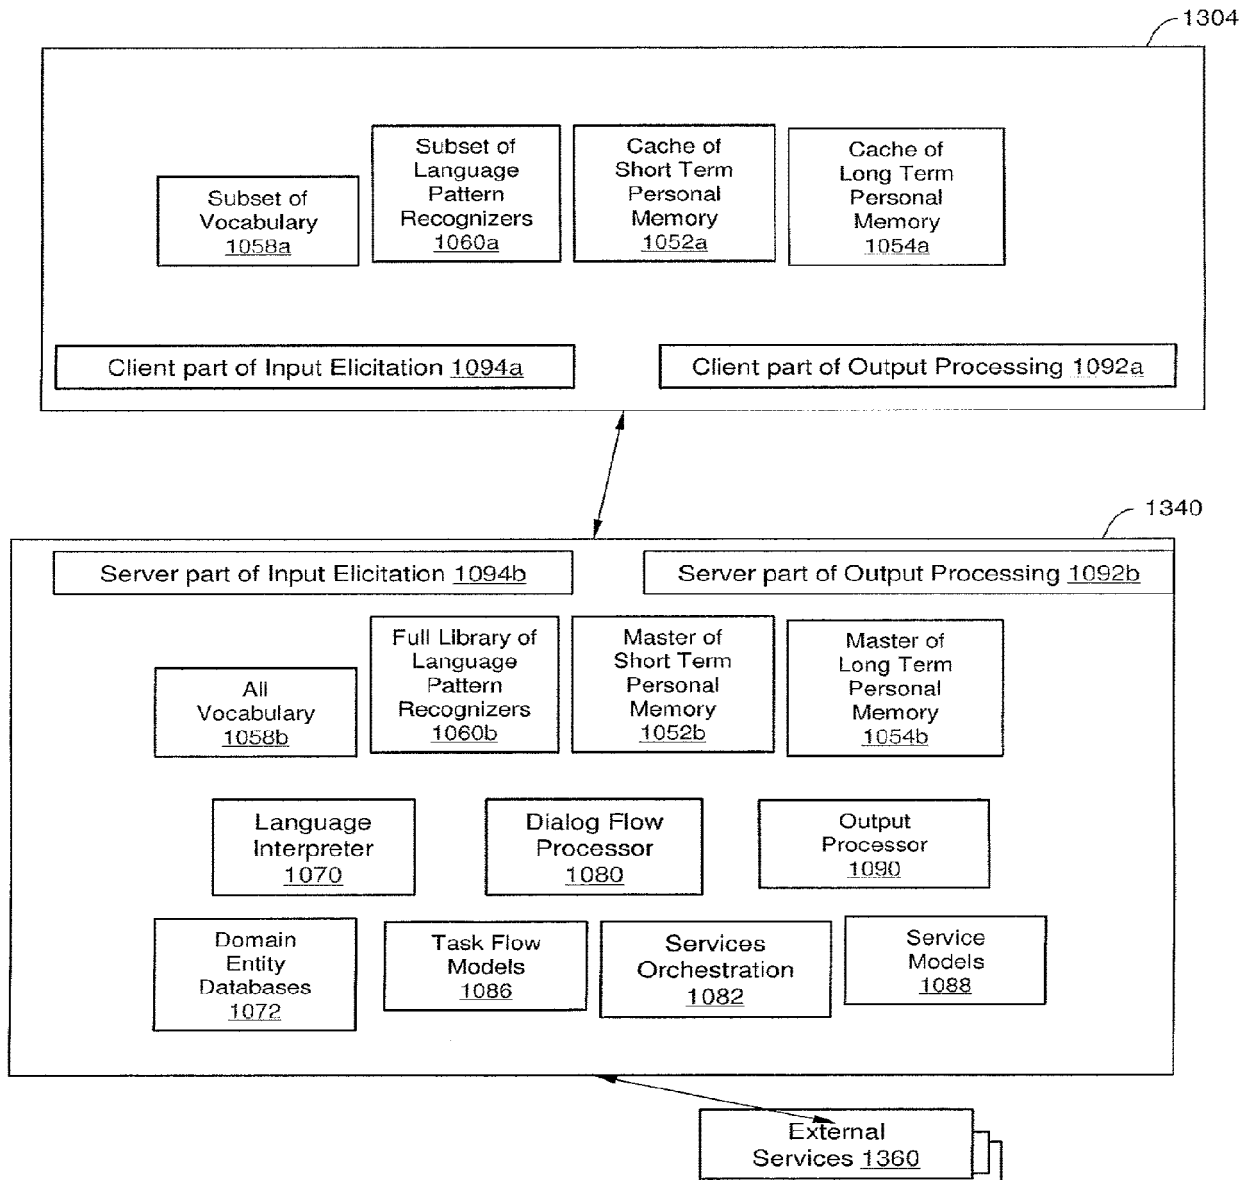 1304
Subset of
Vocabulary
1058a
Subset of
Language
Pattern
Recognizers
1060a
Cache of
Short Term
Personal
Memory
1052a
Cache of
Long Term
Personal
Memory
1054a
Client part of Input Elicitation 1094a
Client part of Output Processing 1092a
1340
Server part of Input Elicitation 1094b
Server part of Output Processing 1092b
All
Vocabulary
1058b
Full Library of
Language
Pattern
Recognizers
1060b
Master of
Short Term
Personal
Memory
1052b
Master of
Long Term
Personal
Memory
1054b
Language
Interpreter
1070
Dialog Flow
Processor
1080
Output
Processor
1090
Domain
Entity
Databases
1072
Task Flow
Models
1086
Services
Orchestration
1082
Service
Models
1088
External
Services 1360